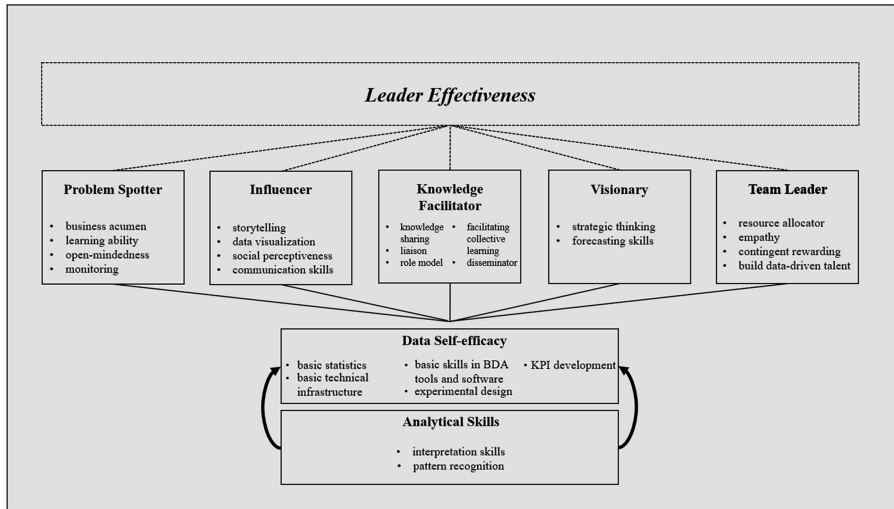 Leader Effectiveness
Problem Spotter
• business acumen
• learning ability
• open-mindedness
• monitoring
Influencer
• storytelling
• data visualization
• social perceptiveness
• communication skills
Knowledge
Facilitator
• knowledge
sharing
• liaison
• role model
• facilitating
collective
learning
• disseminator
Visionary
• strategic thinking
• forecasting skills
Team Leader
• resource allocator
• empathy
• contingent rewarding
• build data-driven talent
Data Self-efficacy
• basic statistics
• basic technical
infrastructure
• basic skills in BDA
tools and software
• experimental design
• KPI development
Analytical Skills
• interpretation skills
• pattern recognition